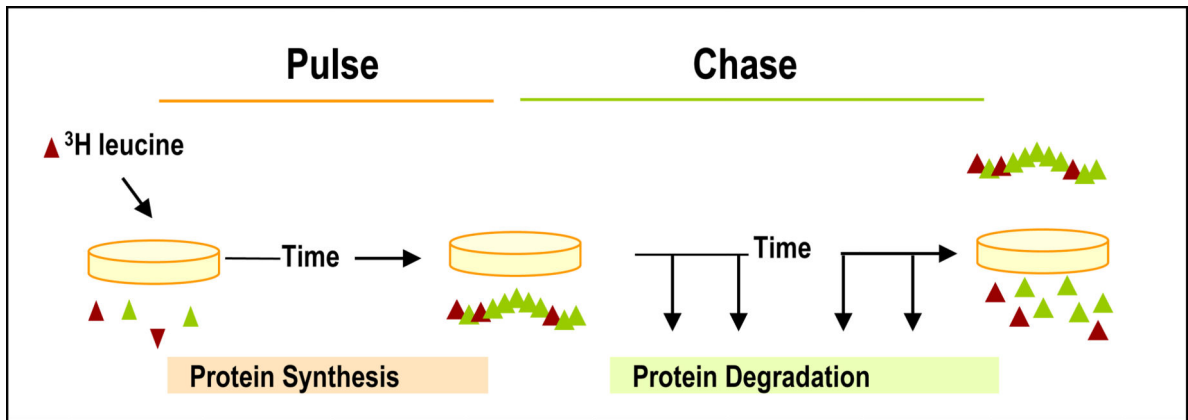 Pulse
Chase
³H leucine
Time
Time
Protein Synthesis
Protein Degradation